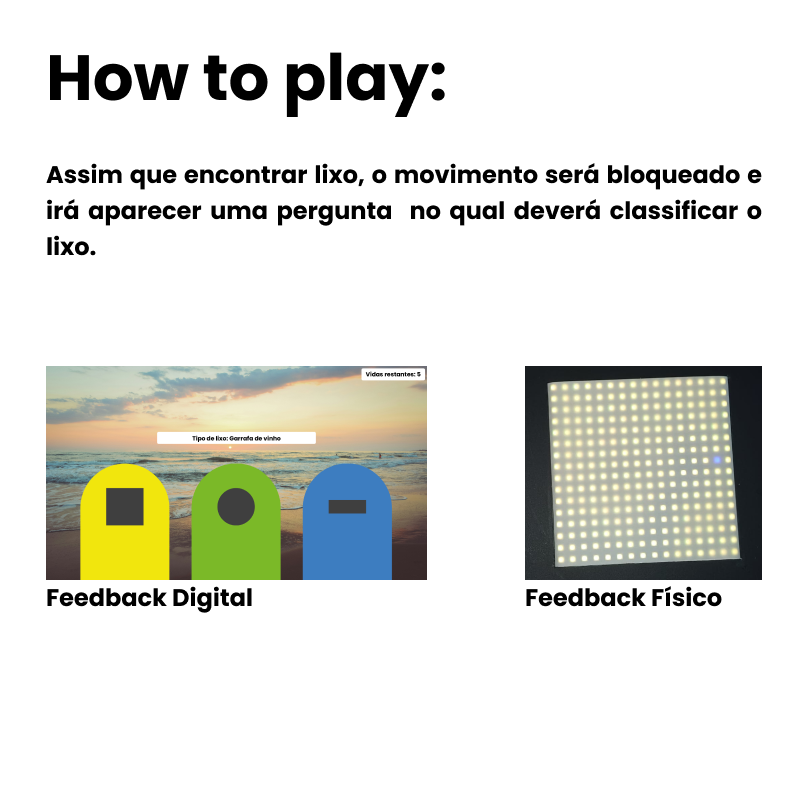 How to play:
Assim que encontrar lixo, o movimento será bloqueado e
irá aparecer uma pergunta no qual deverá classificar o
lixo.
Vidas restantes: 5
Tipo de lixo: Garrafa de vinho
Feedback Digital
Feedback Físico